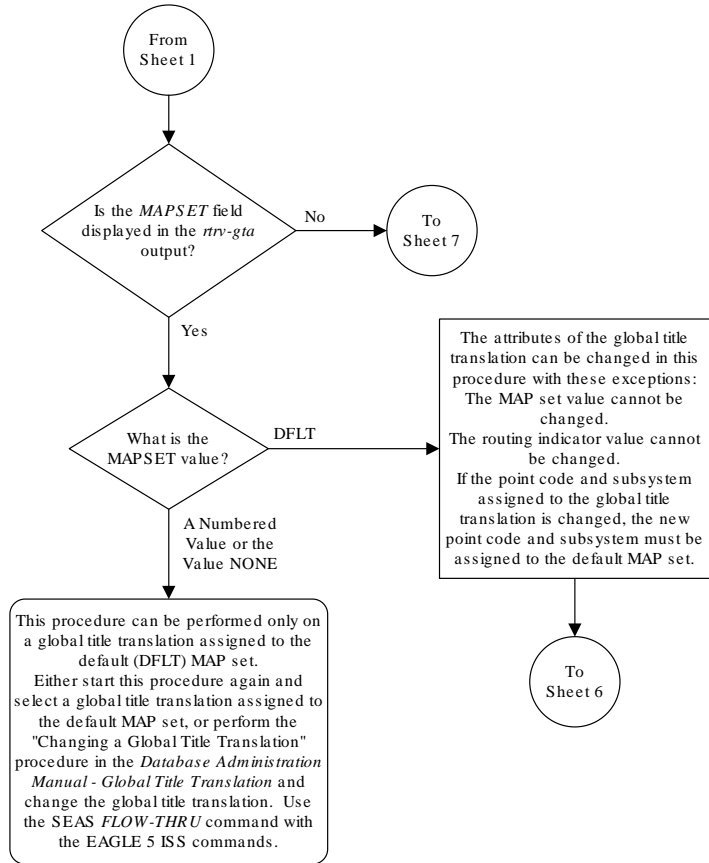 From
Sheet 1
Is the MAPSET field
displayed in the rtrv-gta
output?
No
To
Sheet 7
Yes
What is the
MAPSET value?
DFLT
The attributes of the global title
translation can be changed in this
procedure with these exceptions:
The MAP set value cannot be
changed.
The routing indicator value cannot
be changed.
If the point code and subsystem
assigned to the global title
translation is changed, the new
point code and subsystem must be
assigned to the default MAP set.
To
Sheet 6
A Numbered
Value or the
Value NONE
This procedure can be performed only on
a global title translation assigned to the
default (DFLT) MAP set.
Either start this procedure again and
select a global title translation assigned to
the default MAP set, or perform the
"Changing a Global Title Translation"
procedure in the Database Administration
Manual - Global Title Translation and
change the global title translation.  Use
the SEAS FLOW-THRU command with
the EAGLE 5 ISS commands.